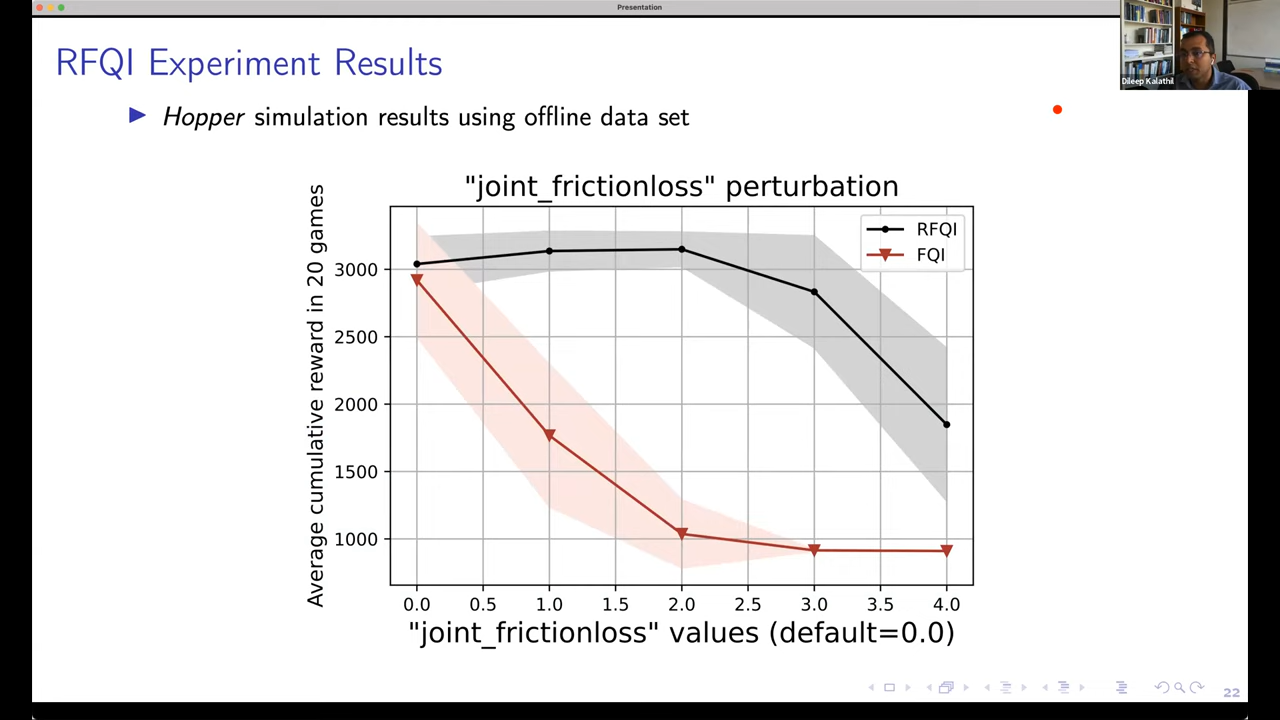 Presentation
RFQI Experiment Results
Dileep Kalathil
Hopper simulation results using offline data set
"joint_frictionloss" perturbation
Average cumulative reward in 20 games
RFQI
FQI
3000
2500
2000
1500
1000
0.0 0.5 1.0 1.5 2.0 2.5 3.0 3.5 4.0
"joint_frictionloss" values (default=0.0)
22